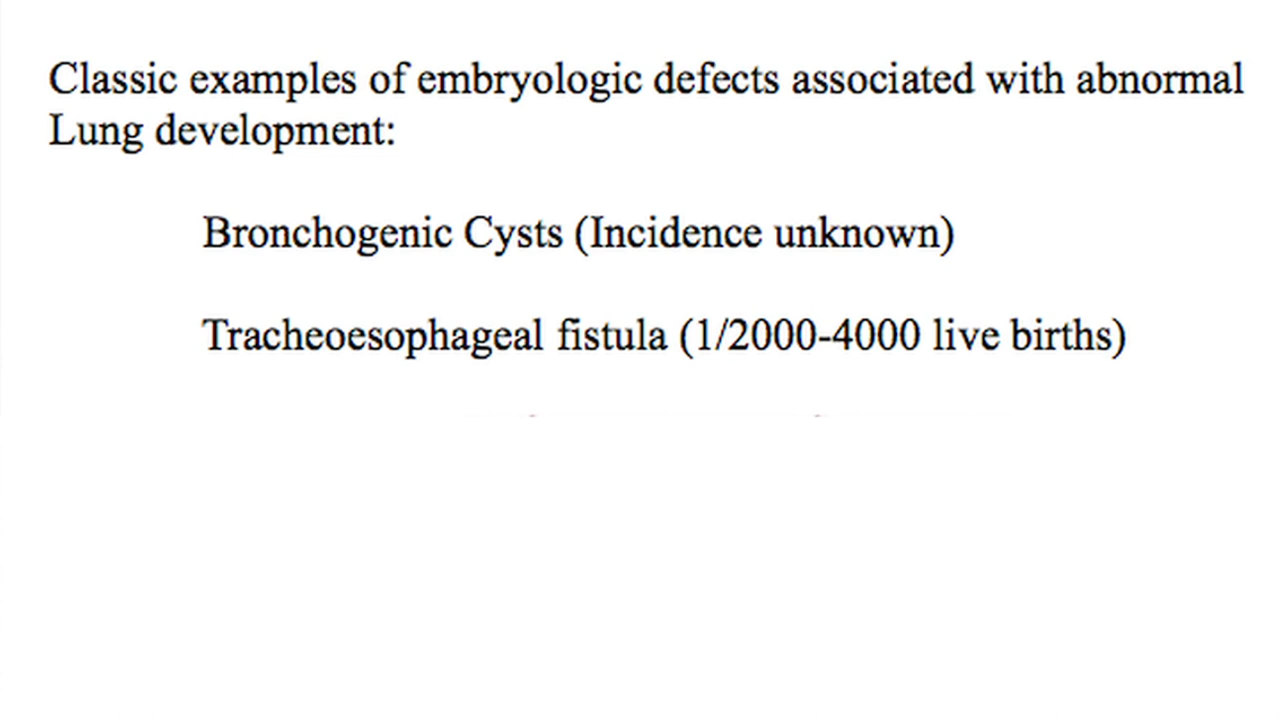 Classic examples of embryologic defects associated with abnormal
Lung development:
Bronchogenic Cysts (Incidence unknown)
Tracheoesophageal fistula (1/2000-4000 live births)